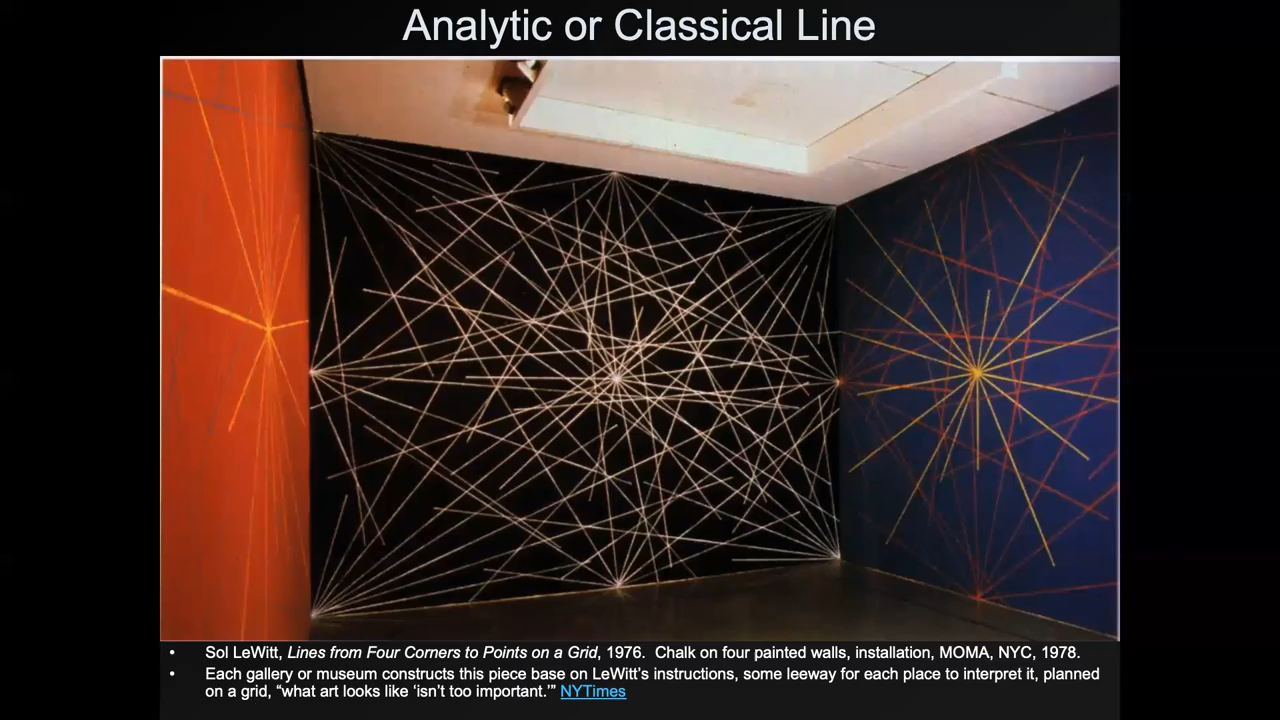 Analytic or Classical Line
• Sol LeWitt, Lines from Four Corners to Points on a Grid, 1976. Chalk on four painted walls, installation, MOMA, NYC, 1978.
• Each gallery or museum constructs this piece base on LeWitt's instructions, some leeway for each place to interpret it, planned
on a grid, “what art looks like ‘isn’t too important.’” NYTimes